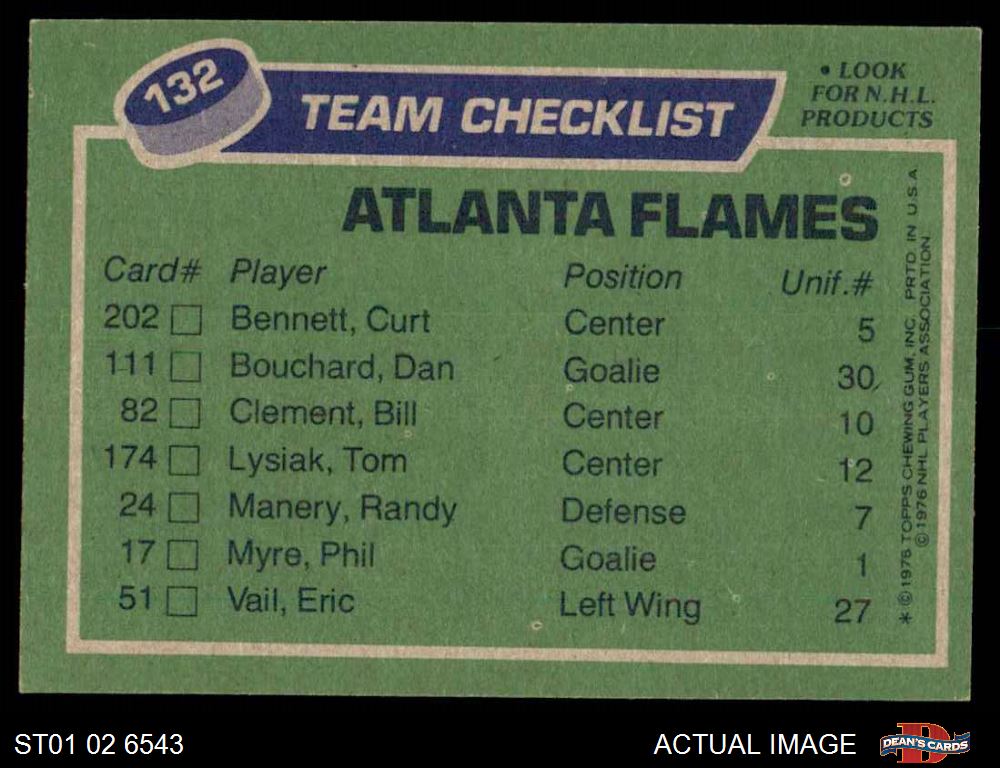 132
TEAM CHECKLIST
• LOOK
FOR N.H.L.
PRODUCTS
ATLANTA FLAMES
Card# Player Position Unif.#
202 Bennett, Curt Center 5
111 Bouchard, Dan Goalie 30
82 Clement, Bill Center 10
174 Lysiak, Tom Center 12
24 Manery, Randy Defense 7
17 Myre, Phil Goalie 1
51 Vail, Eric Left Wing 27
*©1976 TOPPS CHEWING GUM, INC. PRTD. IN U.S.A
©1976 NHL PLAYERS ASSOCIATION
ST01 02 6543
ACTUAL IMAGE
DEAN'S CARDS